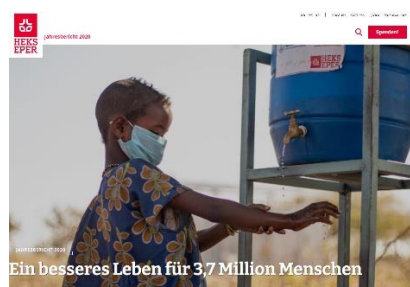 HEKS
EPER
Jahresbericht 2020
Spenden!
HEKS
EPER
JAHRESBERICHT 2020
Ein besseres Leben für 3,7 Million Menschen